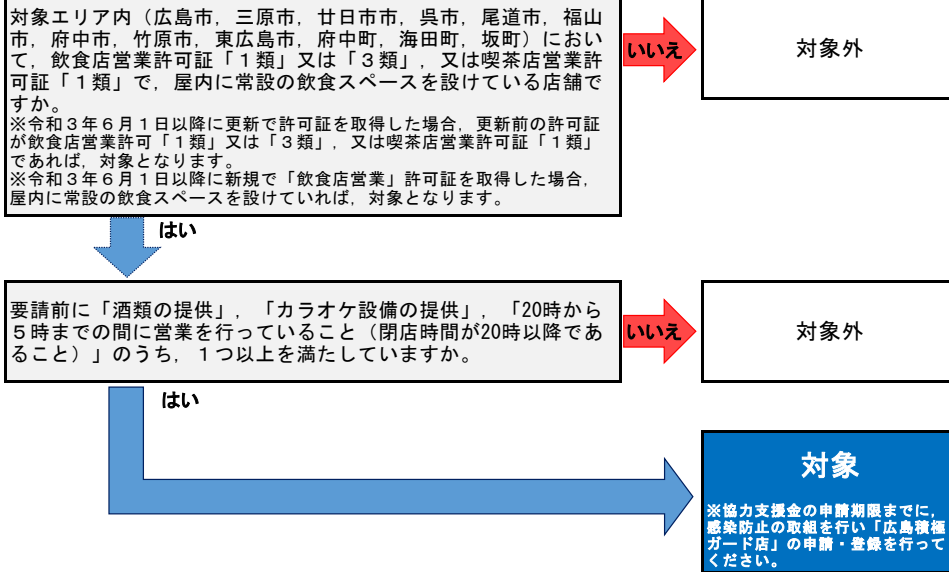 対象エリア内（広島市，三原市，廿日市市，呉市，尾道市，福山
市，府中市，竹原市，東広島市，府中町，海田町，坂町）におい
て，飲食店営業許可証「１類」又は「３類」，又は喫茶店営業許
可証「１類」で，屋内に常設の飲食スペースを設けている店舗で
すか。
※令和３年６月１日以降に更新で許可証を取得した場合，更新前の許可証
が飲食店営業許可「１類」又は「３類」，又は喫茶店営業許可証「１類」
であれば，対象となります。
※令和３年６月１日以降に新規で「飲食店営業」許可証を取得した場合，
屋内に常設の飲食スペースを設けていれば，対象となります。
いいえ
対象外
はい
要請前に「酒類の提供」，「カラオケ設備の提供」，「20時から
５時までの間に営業を行っていること（閉店時間が20時以降であ
ること）」のうち，１つ以上を満たしていますか。
いいえ
対象外
はい
対象
※協力支援金の申請期限までに，
感染防止の取組を行い「広島積極
ガード店」の申請・登録を行って
ください。